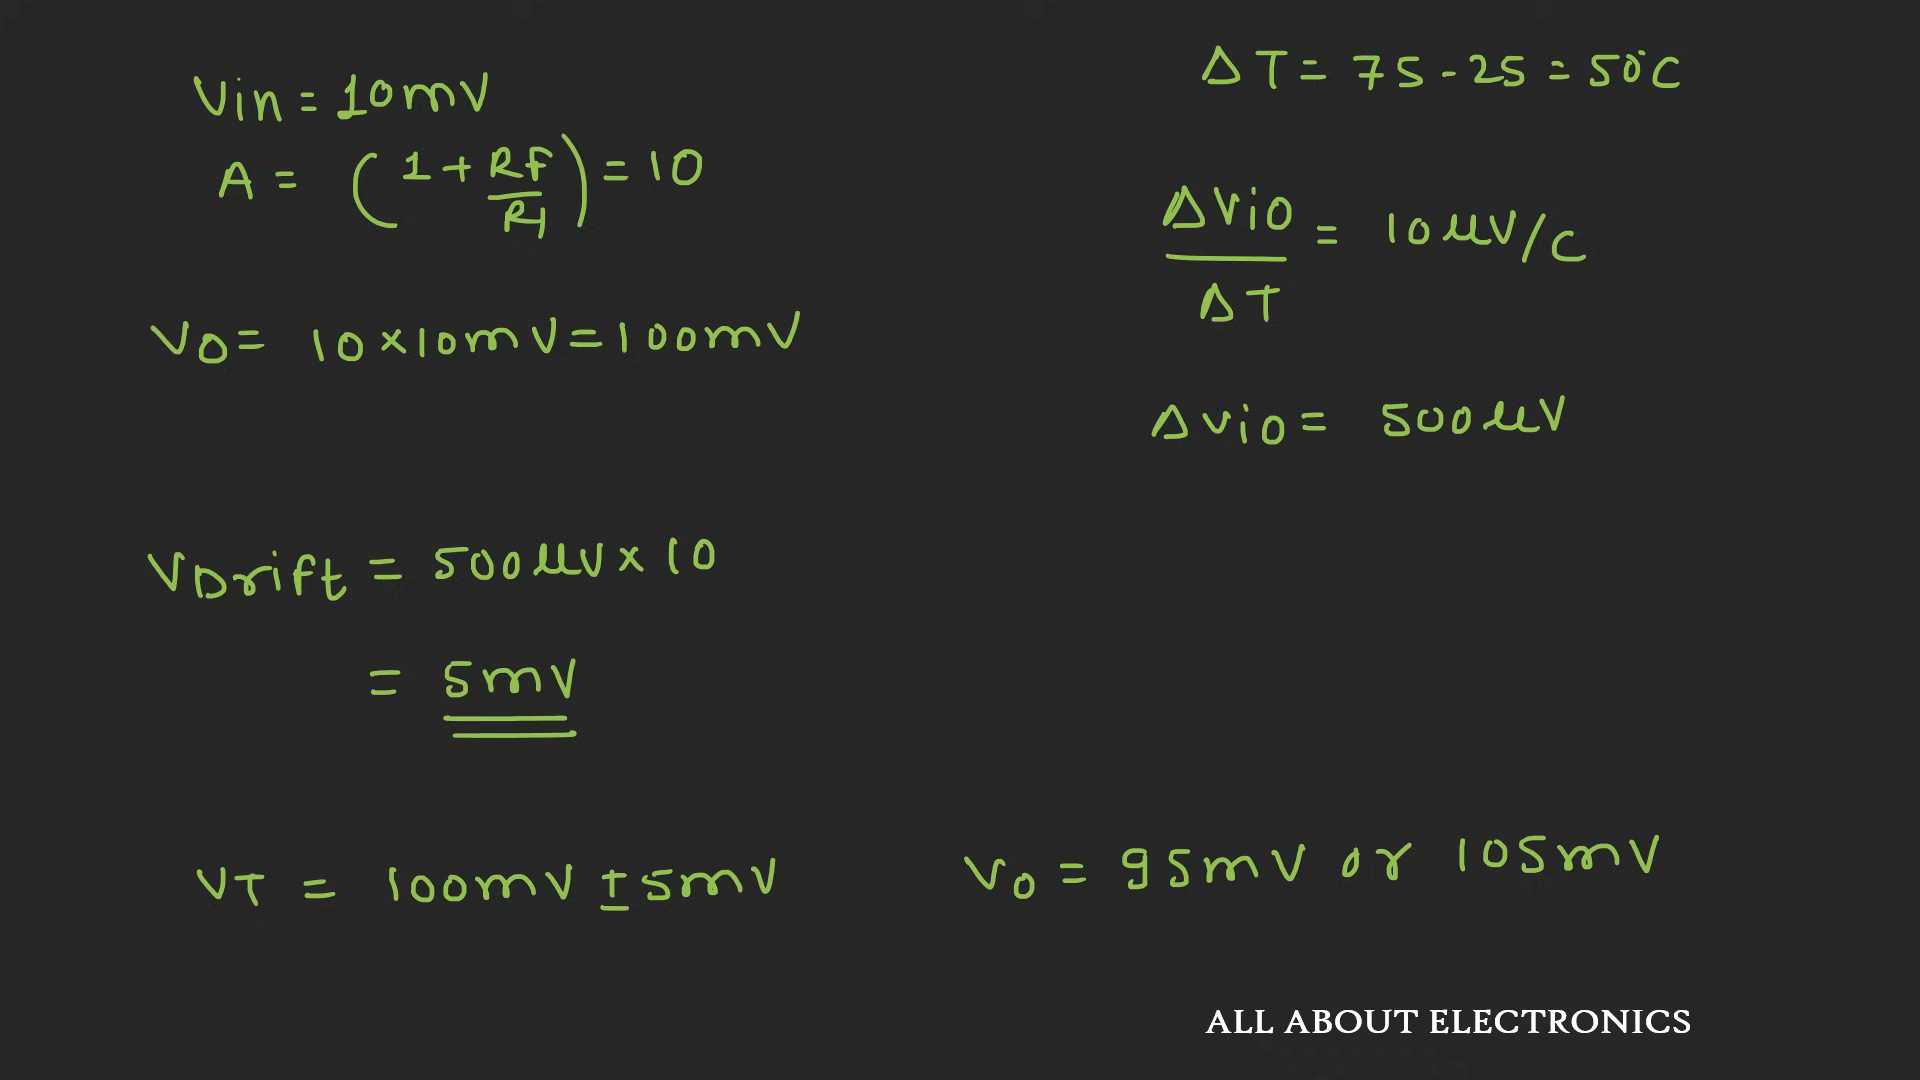 Vin = 10mV
A = (1 + RF/R1) = 10
VO = 10 × 10mV = 100mV
VDrift = 500μV × 10
= 5mV
VT = 100mV ± 5mV
ΔT = 75 - 25 = 50°C
ΔVio/ΔT = 10μV/C
ΔVio = 500μV
Vo = 95mV or 105mV
ALL ABOUT ELECTRONICS